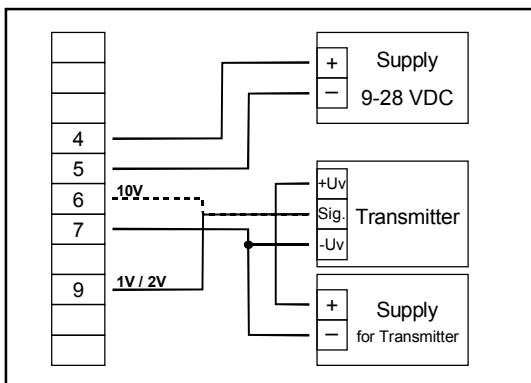 4
5
6
7
9
10V
1V / 2V
+
−
Supply
9-28 VDC
+Uv
Sig.
-Uv
Transmitter
+
−
Supply
for Transmitter